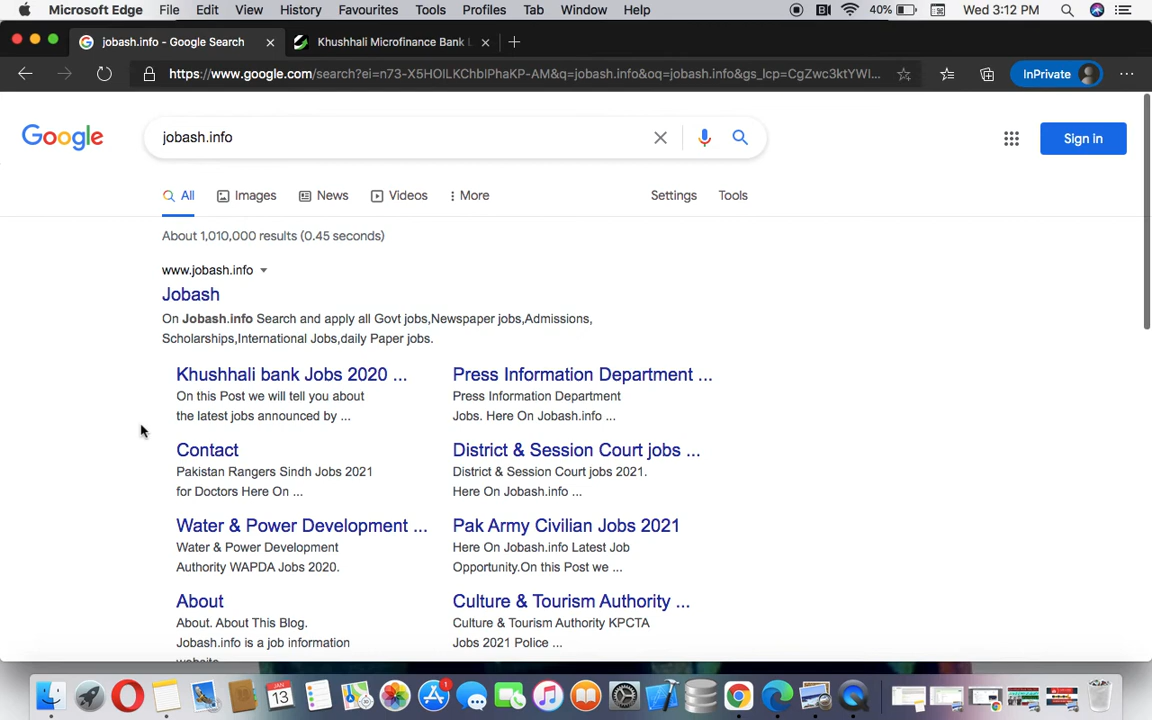 Microsoft Edge File Edit View History Favourites Tools Profiles Tab Window Help 40% Wed 3:12 PM
jobash.info - Google Search Khushhali Microfinance Bank
https://www.google.com/search?ei=n73-X5HOILKChbIPhaKP-AM&q=jobash.info&oq=jobash.info&gs_lcp=CgZwc3ktYWI... InPrivate
Google jobash.info Sign in
All Images News Videos More Settings Tools
About 1,010,000 results (0.45 seconds)
www.jobash.info
Jobash
On Jobash.info Search and apply all Govt jobs,Newspaper jobs,Admissions,
Scholarships,International Jobs,daily Paper jobs.
Khushhali bank Jobs 2020 ...
On this Post we will tell you about
the latest jobs announced by ...
Press Information Department ...
Press Information Department
Jobs. Here On Jobash.info ...
Contact
Pakistan Rangers Sindh Jobs 2021
for Doctors Here On ...
District & Session Court jobs ...
District & Session Court jobs 2021.
Here On Jobash.info ...
Water & Power Development ...
Water & Power Development
Authority WAPDA Jobs 2020.
Pak Army Civilian Jobs 2021
Here On Jobash.info Latest Job
Opportunity.On this Post we ...
About
About. About This Blog.
Jobash.info is a job information
website
Culture & Tourism Authority ...
Culture & Tourism Authority KPCTA
Jobs 2021 Police ...
JAN
13
1